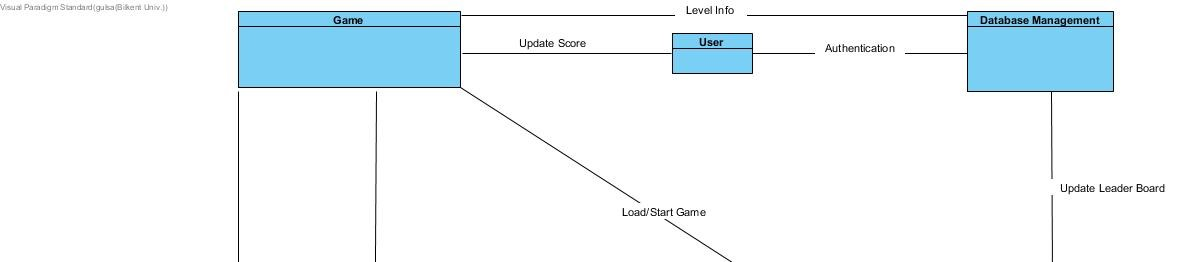 Visual Paradigm Standard(gulsa(Bilkent Univ.))
Game
Level Info
Database Management
Update Score
User
Authentication
Update Leader Board
Load/Start Game